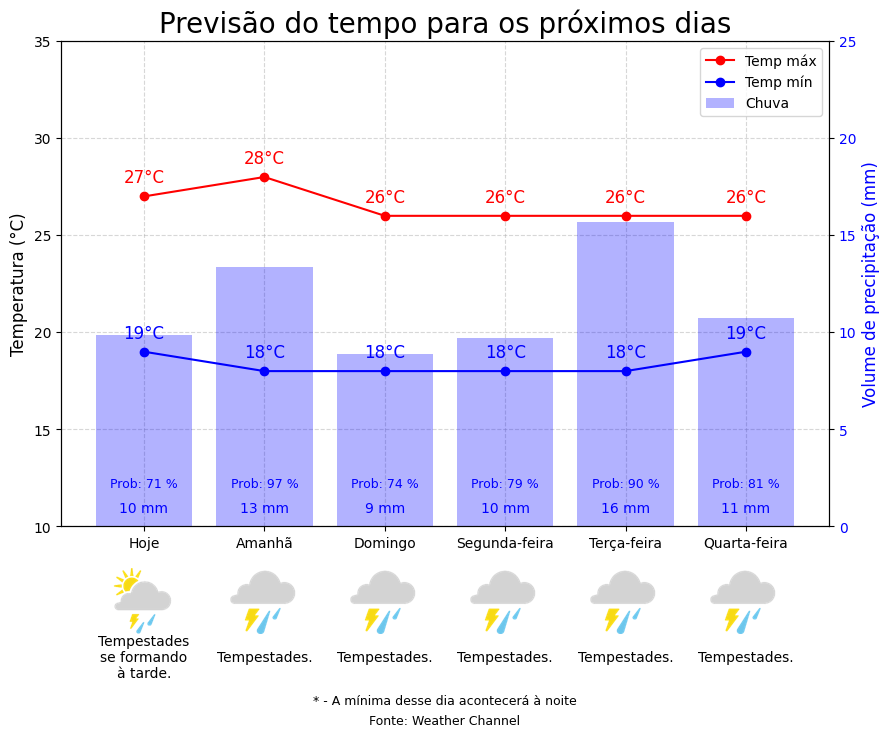 Previsão do tempo para os próximos dias
Temp máx
Temp mín
Chuva
Temperatura (°C)
Volume de precipitação (mm)
35
30
25
20
15
10
25
20
15
10
5
0
27°C
28°C
26°C
26°C
26°C
26°C
19°C
18°C
18°C
18°C
18°C
19°C
Prob: 71 %
Prob: 97 %
Prob: 74 %
Prob: 79 %
Prob: 90 %
Prob: 81 %
10 mm
13 mm
9 mm
10 mm
16 mm
11 mm
Hoje
Amanhã
Domingo
Segunda-feira
Terça-feira
Quarta-feira
Tempestades
se formando
à tarde.
Tempestades.
Tempestades.
Tempestades.
Tempestades.
Tempestades.
* - A mínima desse dia acontecerá à noite
Fonte: Weather Channel